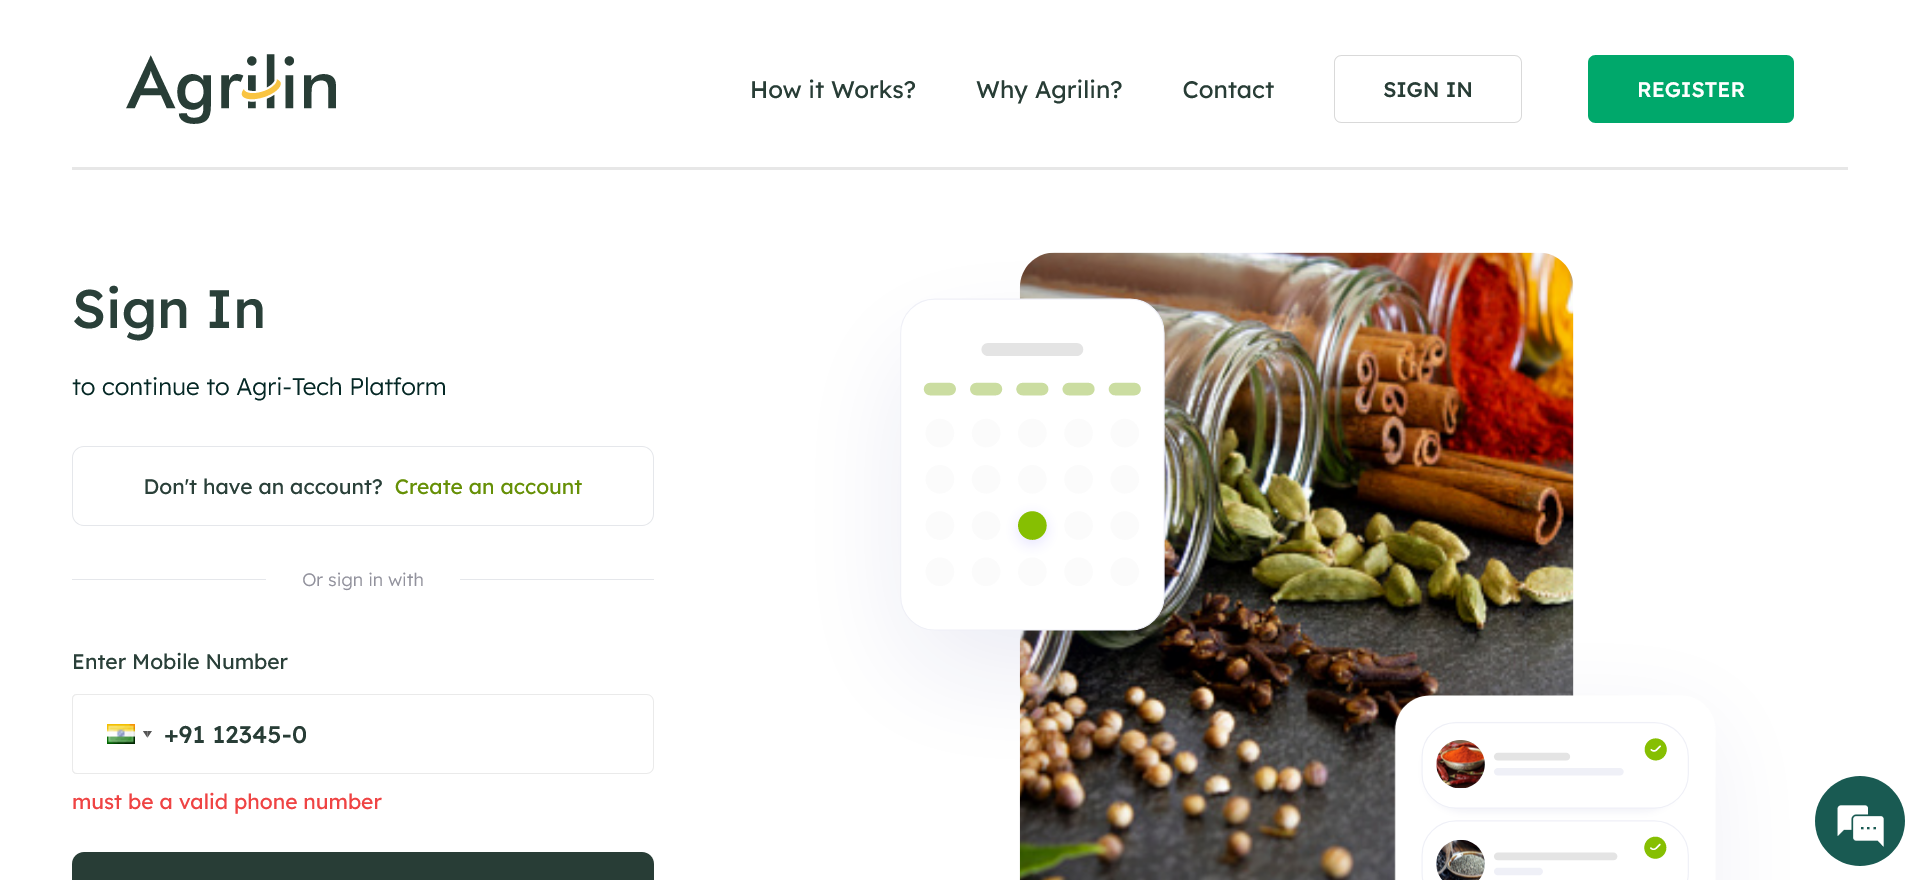 Agrilin
How it Works?
Why Agrilin?
Contact
SIGN IN
REGISTER
Sign In
to continue to Agri-Tech Platform
Don't have an account? Create an account
Or sign in with
Enter Mobile Number
+91 12345-0
must be a valid phone number